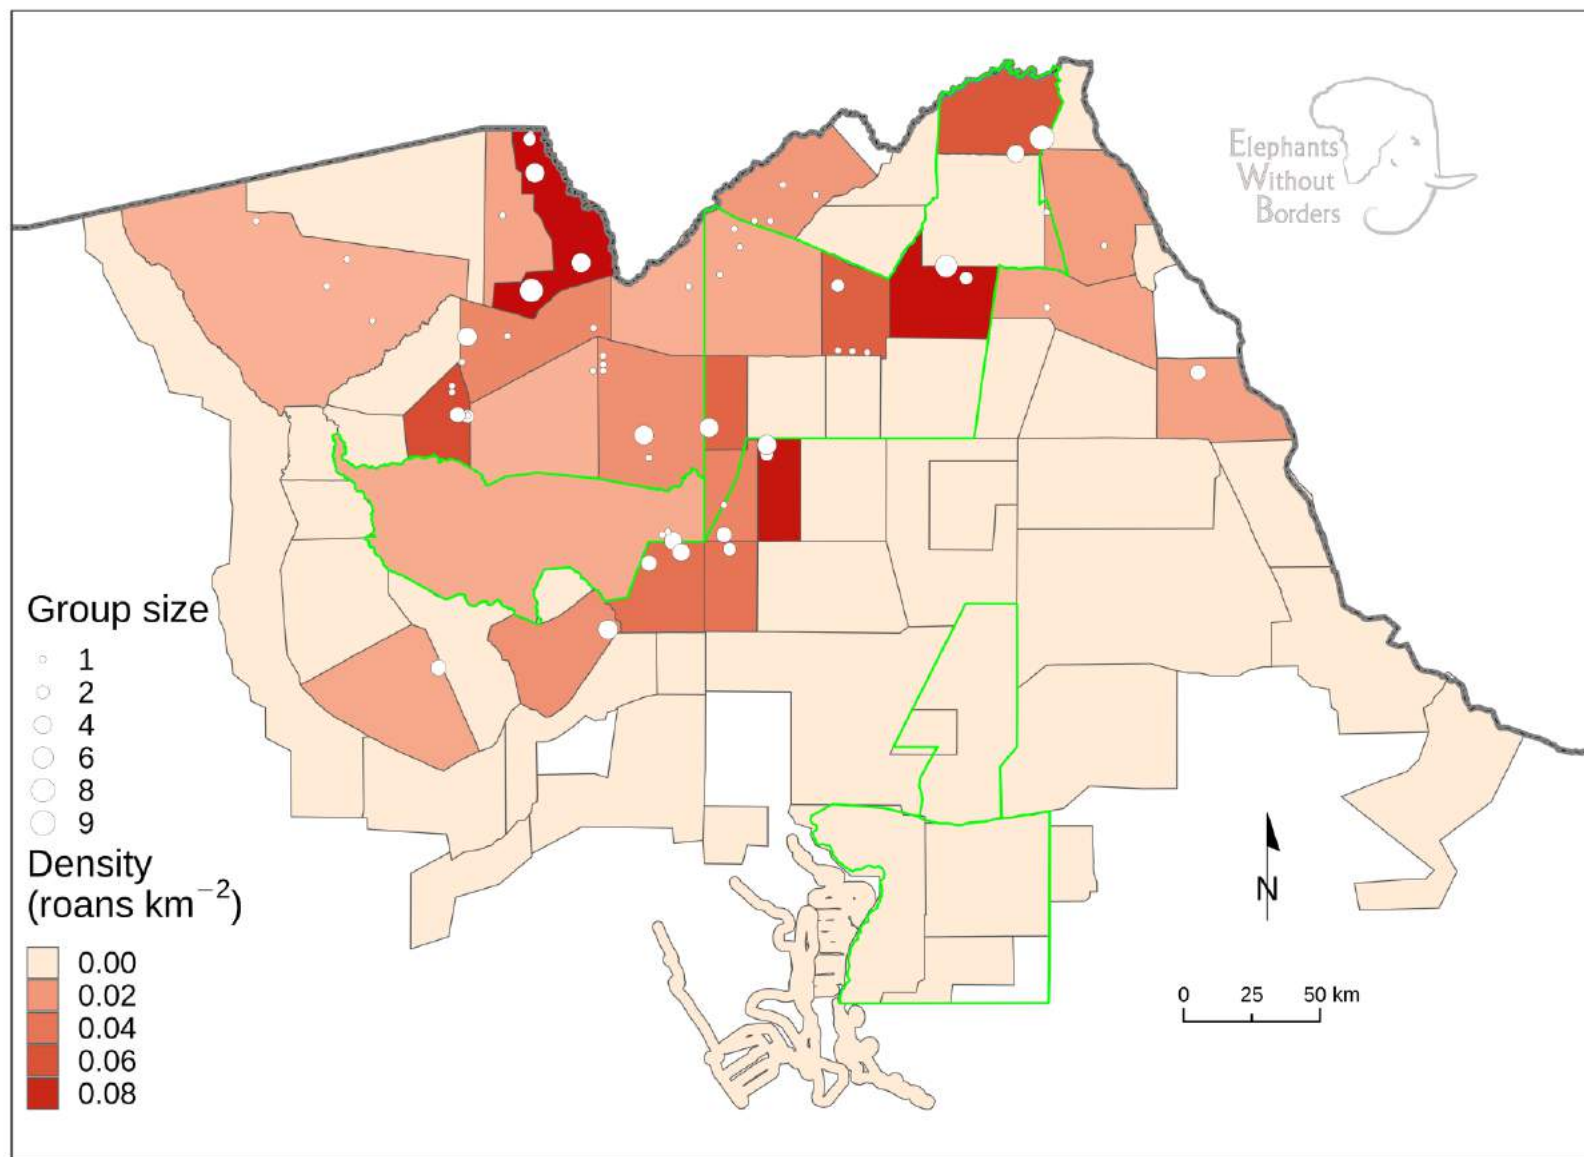 Elephants
Without
Borders
Group size
1
2
4
6
8
9
Density
(roans km−2)
0.00
0.02
0.04
0.06
0.08
N
0 25 50 km